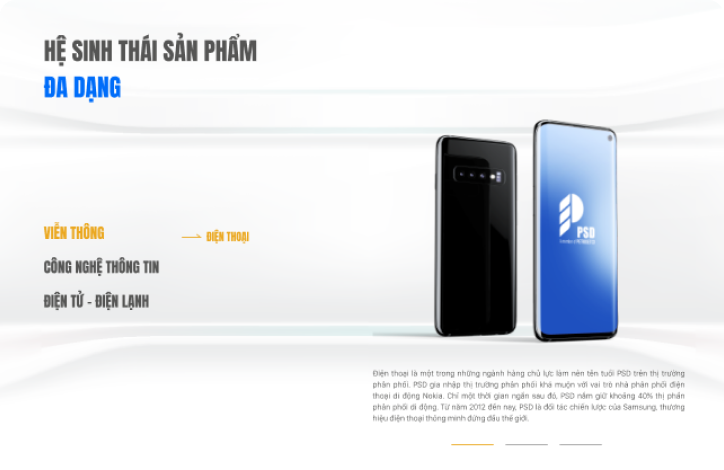 HỆ SINH THÁI SẢN PHẨM
ĐA DẠNG
VIỄN THÔNG
ĐIỆN THOẠI
CÔNG NGHỆ THÔNG TIN
ĐIỆN TỬ - ĐIỆN LẠNH
PSD
Điện thoại là một trong những ngành hàng chủ lực làm nên tên tuổi PSD trên thị trường
phân phối. PSD gia nhập thị trường phân phối khá muộn với vai trò nhà phân phối điện
thoại di động Nokia. Chỉ một thời gian ngắn sau đó, PSD nắm giữ khoảng 40% thị phần
phân phối di động. Từ năm 2012 đến nay, PSD là đối tác chiến lược của Samsung, thương
hiệu điện thoại thông minh đứng đầu thế giới.